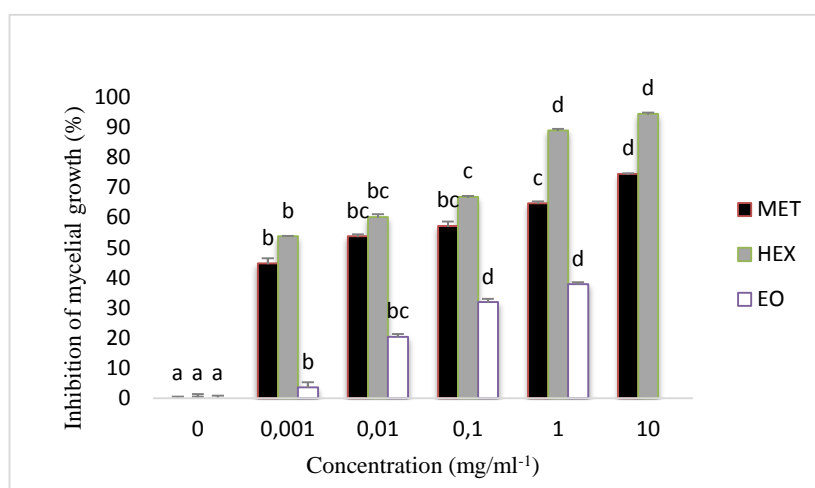 Inhibition of mycelial growth (%)
100
90
80
70
60
50
40
30
20
10
0
a a a
b b b
bc bc bc
bc c d
c d d
d d
0 0,001 0,01 0,1 1 10
Concentration (mg/ml-1)
MET
HEX
EO